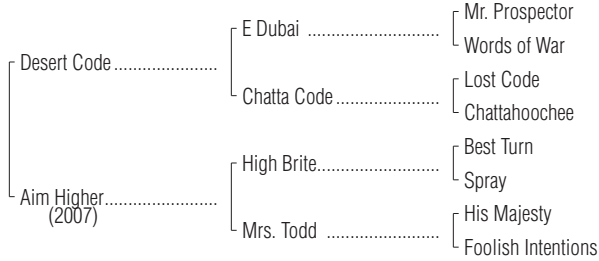 Mr. Prospector
E Dubai ..........................
Words of War
Desert Code.....................
Lost Code
Chatta Code.....................
Chattahoochee
Best Turn
High Brite.........................
Spray
Aim Higher.......................
(2007)
His Majesty
Mrs. Todd .......................
Foolish Intentions